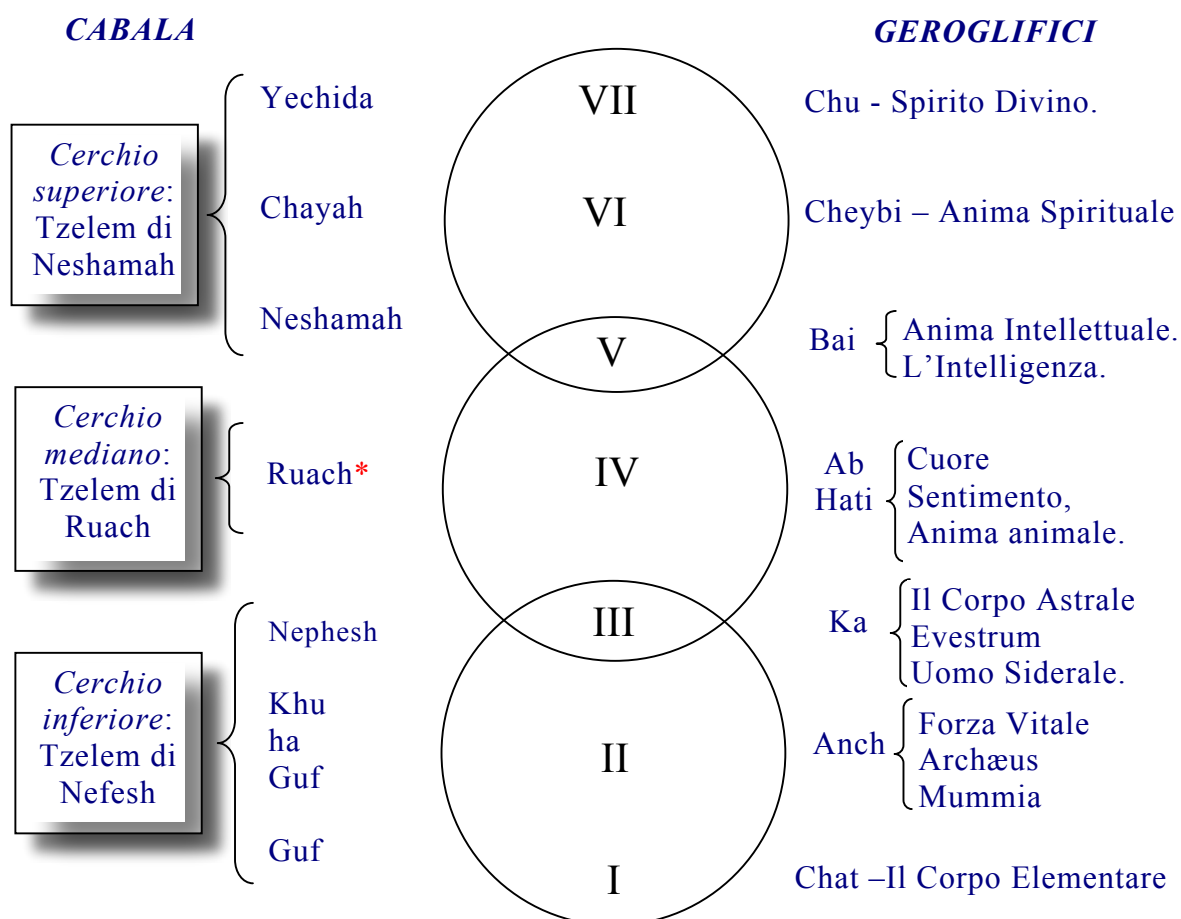 CABALA
GEROGLIFICI
Cerchio
superiore:
Tzelem di
Neshamah
Yechida
Chayah
Neshamah
VII
VI
V
Chu - Spirito Divino.
Cheybi – Anima Spirituale
Bai
Anima Intellettuale.
L’Intelligenza.
Cerchio
mediano:
Tzelem di
Ruach
Ruach*
IV
Ab
Hati
Cuore
Sentimento,
Anima animale.
Cerchio
inferiore:
Tzelem di
Nefesh
Nephesh
Khu
ha
Guf
Guf
III
II
I
Ka
Il Corpo Astrale
Evestrum
Uomo Siderale.
Anch
Forza Vitale
Archæus
Mummia
Chat –Il Corpo Elementare